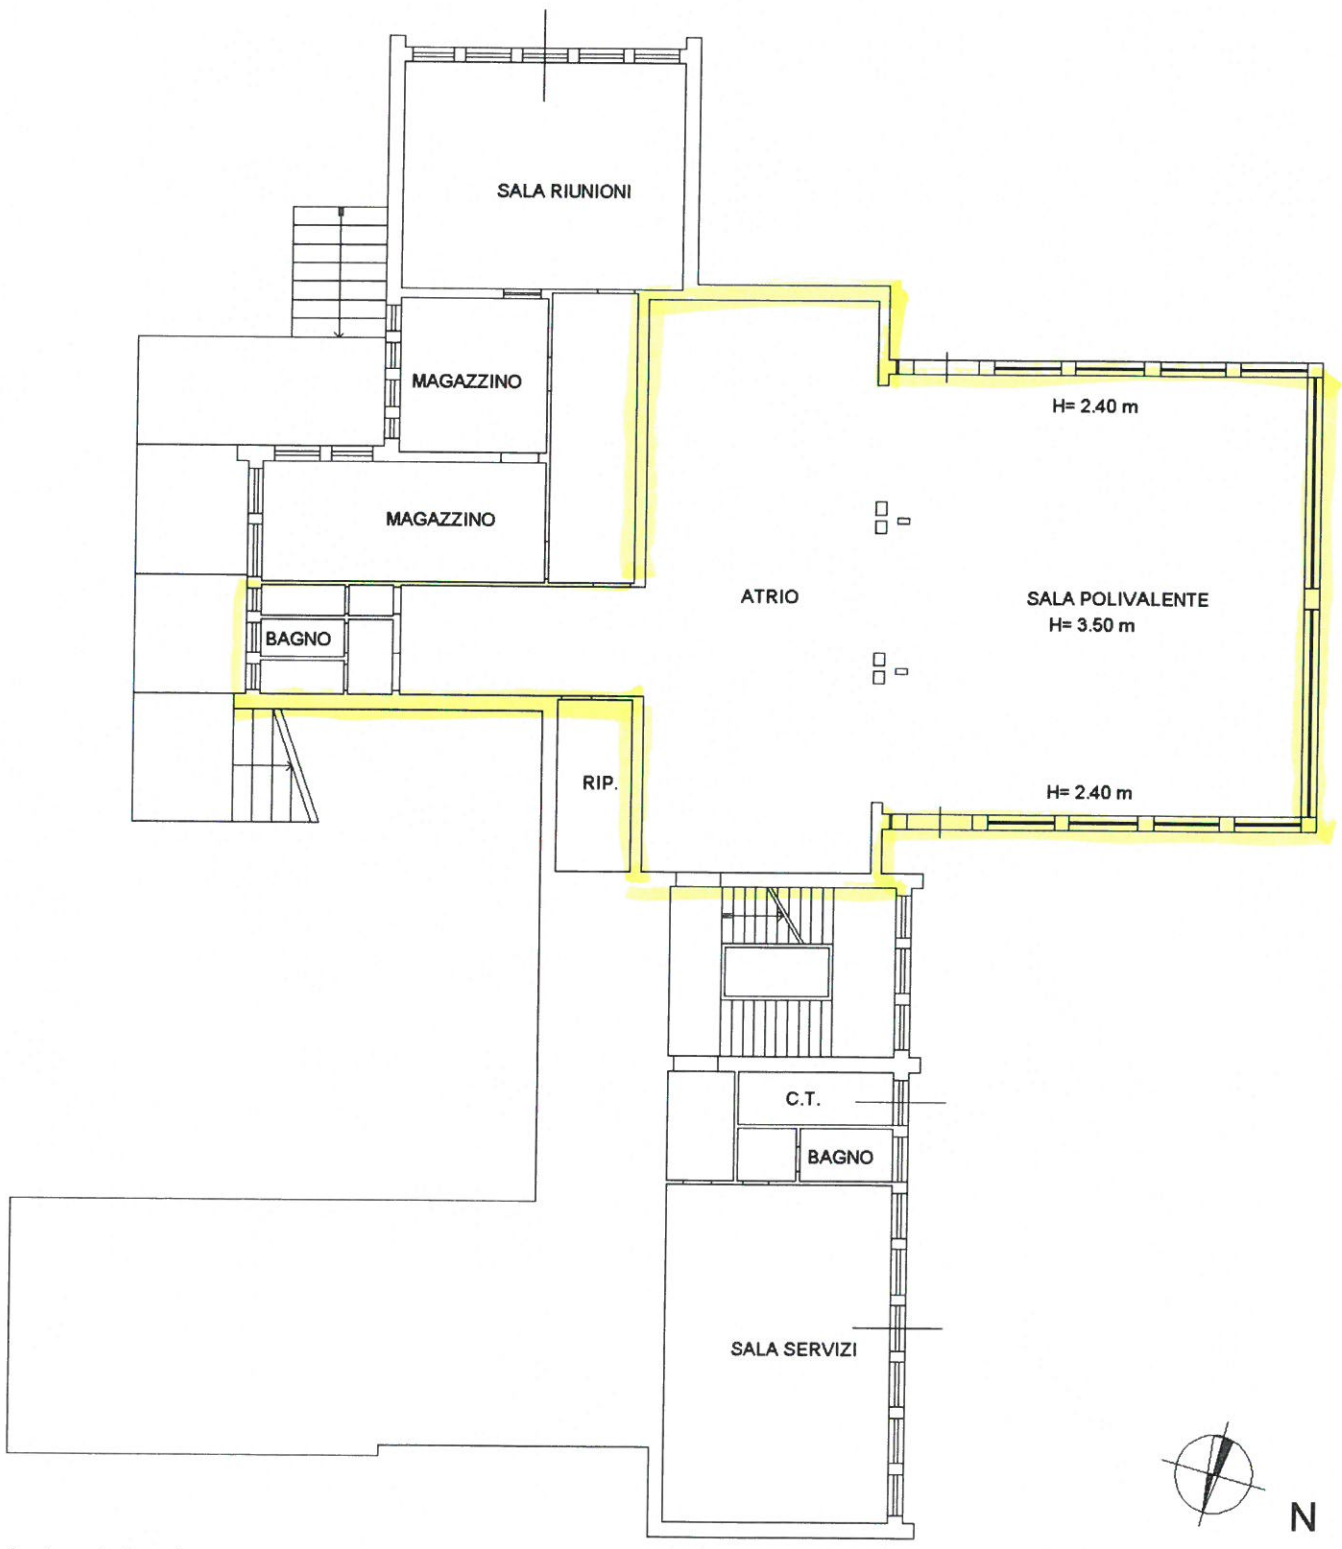 SALA RIUNIONI
MAGAZZINO
H= 2.40 m
MAGAZZINO
ATRIO
SALA POLIVALENTE
H= 3.50 m
BAGNO
RIP.
H= 2.40 m
C.T.
BAGNO
SALA SERVIZI
N